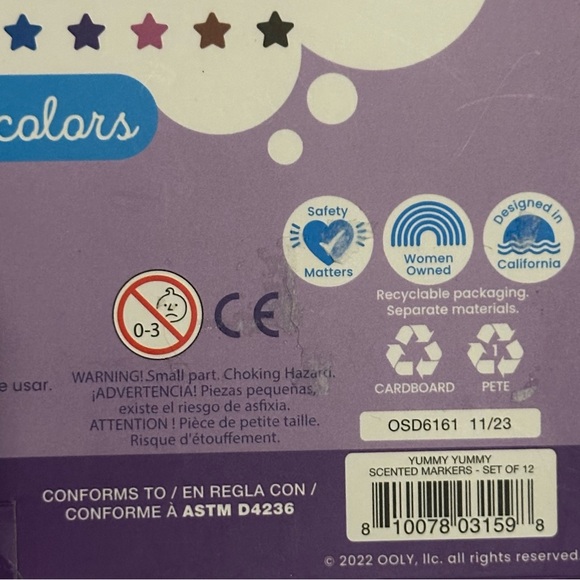 colors
Safety
Matters
Women
Owned
Designed in
California
Recyclable packaging.
Separate materials.
0-3
CE
1
CARDBOARD PETE
e usar.
WARNING! Small part. Choking Hazard.
¡ADVERTENCIA! Piezas pequeñas,
existe el riesgo de asfixia.
ATTENTION ! Pièce de petite taille.
Risque d'étouffement.
OSD6161 11/23
CONFORMS TO / EN REGLA CON /
CONFORME À ASTM D4236
YUMMY YUMMY
SCENTED MARKERS - SET OF 12
8 10078 03159 8
© 2022 OOLY, llc. all rights reserved